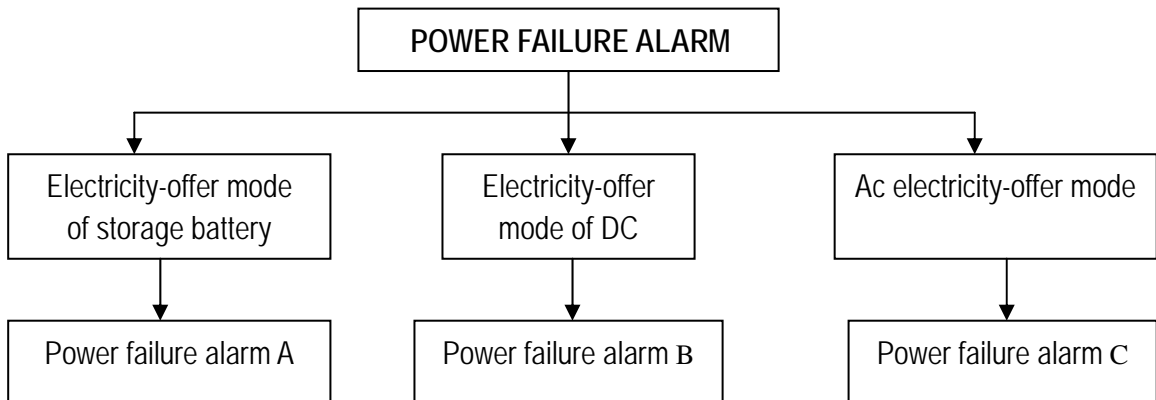 POWER FAILURE ALARM
Electricity-offer mode
of storage battery
Electricity-offer
mode of DC
Ac electricity-offer mode
Power failure alarm A
Power failure alarm B
Power failure alarm C